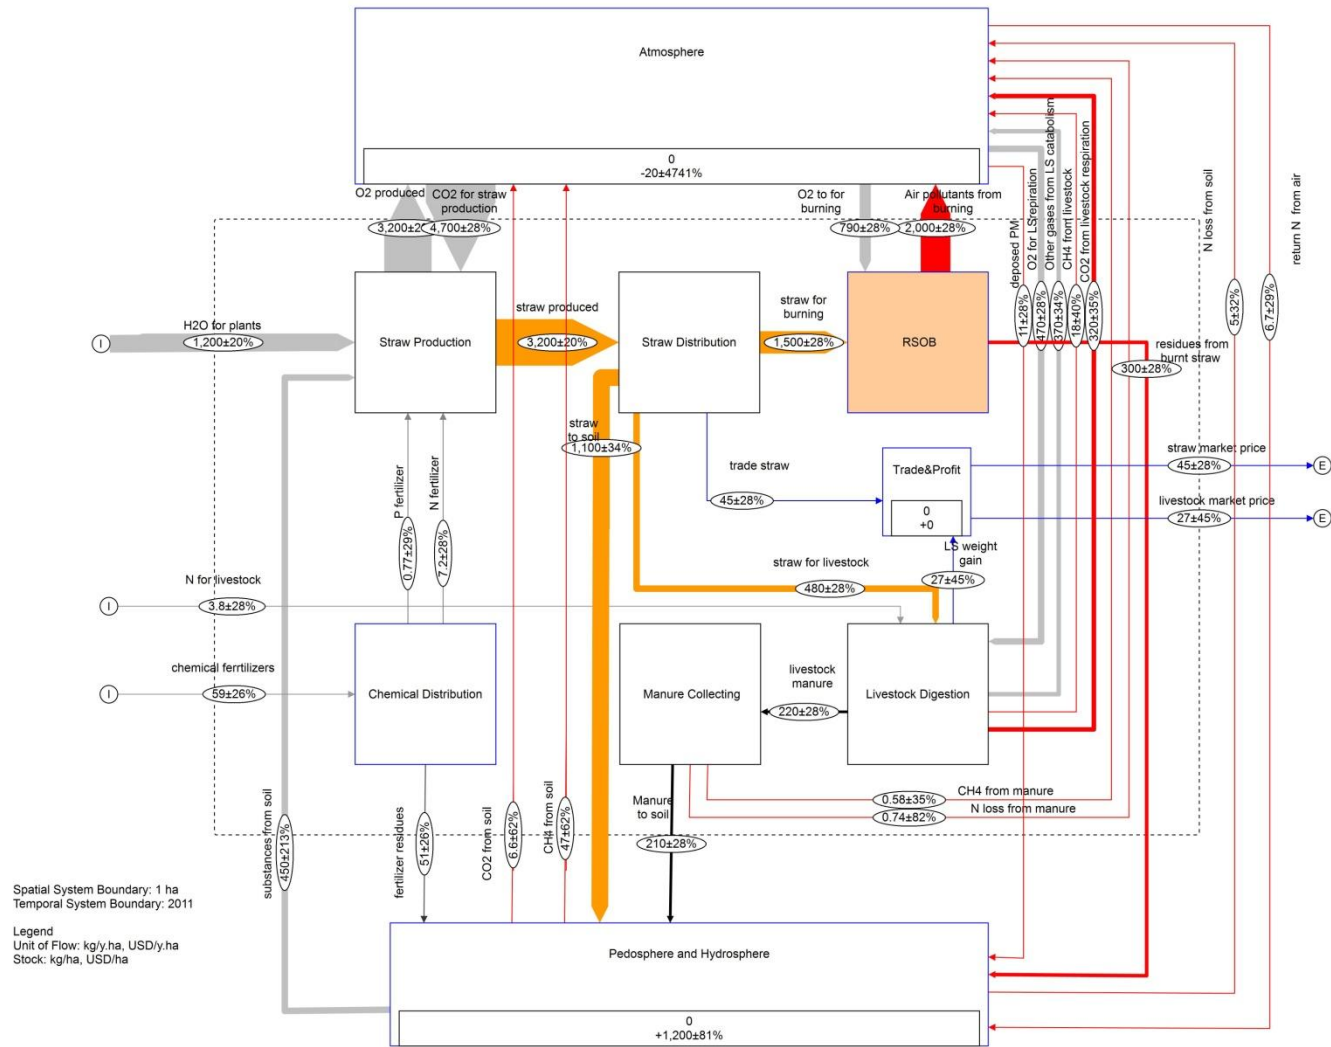 Atmosphere
0
-20±4741%
O2 produced
CO2 for straw
production
O2 to for
burning
Air pollutants from
burning
3,200±20
4,700±28%
790±28%
2,000±28%
deposed PM
O2 for LSrepiration
Other gases from LS catabolism
CH4 from livestock
CO2 from livestock respiration
N loss from soil
return N from air
11±28%
470±28%
370±34%
18±40%
320±35%
5±32%
6.7±29%
H2O for plants
I
1,200±20%
Straw Production
straw produced
3,200±20%
Straw Distribution
straw for
burning
1,500±28%
RSOB
residues from
burnt straw
300±28%
straw
to soil
1,100±34%
P fertilizer
N fertilizer
0.77±29%
7.2±28%
trade straw
45±28%
Trade&Profit
0
+0
straw market price
45±28%
E
livestock market price
27±45%
E
LS weight
gain
27±45%
straw for livestock
480±28%
N for livestock
I
3.8±28%
chemical ferrtilizers
I
59±26%
Chemical Distribution
Manure Collecting
livestock
manure
220±28%
Livestock Digestion
CH4 from manure
0.58±35%
N loss from manure
0.74±82%
Manure
to soil
210±28%
substances from soil
450±213%
fertilizer residues
51±26%
CO2 from soil
6.6±62%
CH4 from soil
47±62%
Spatial System Boundary: 1 ha
Temporal System Boundary: 2011
Legend
Unit of Flow: kg/y.ha, USD/y.ha
Stock: kg/ha, USD/ha
Pedosphere and Hydrosphere
0
+1,200±81%